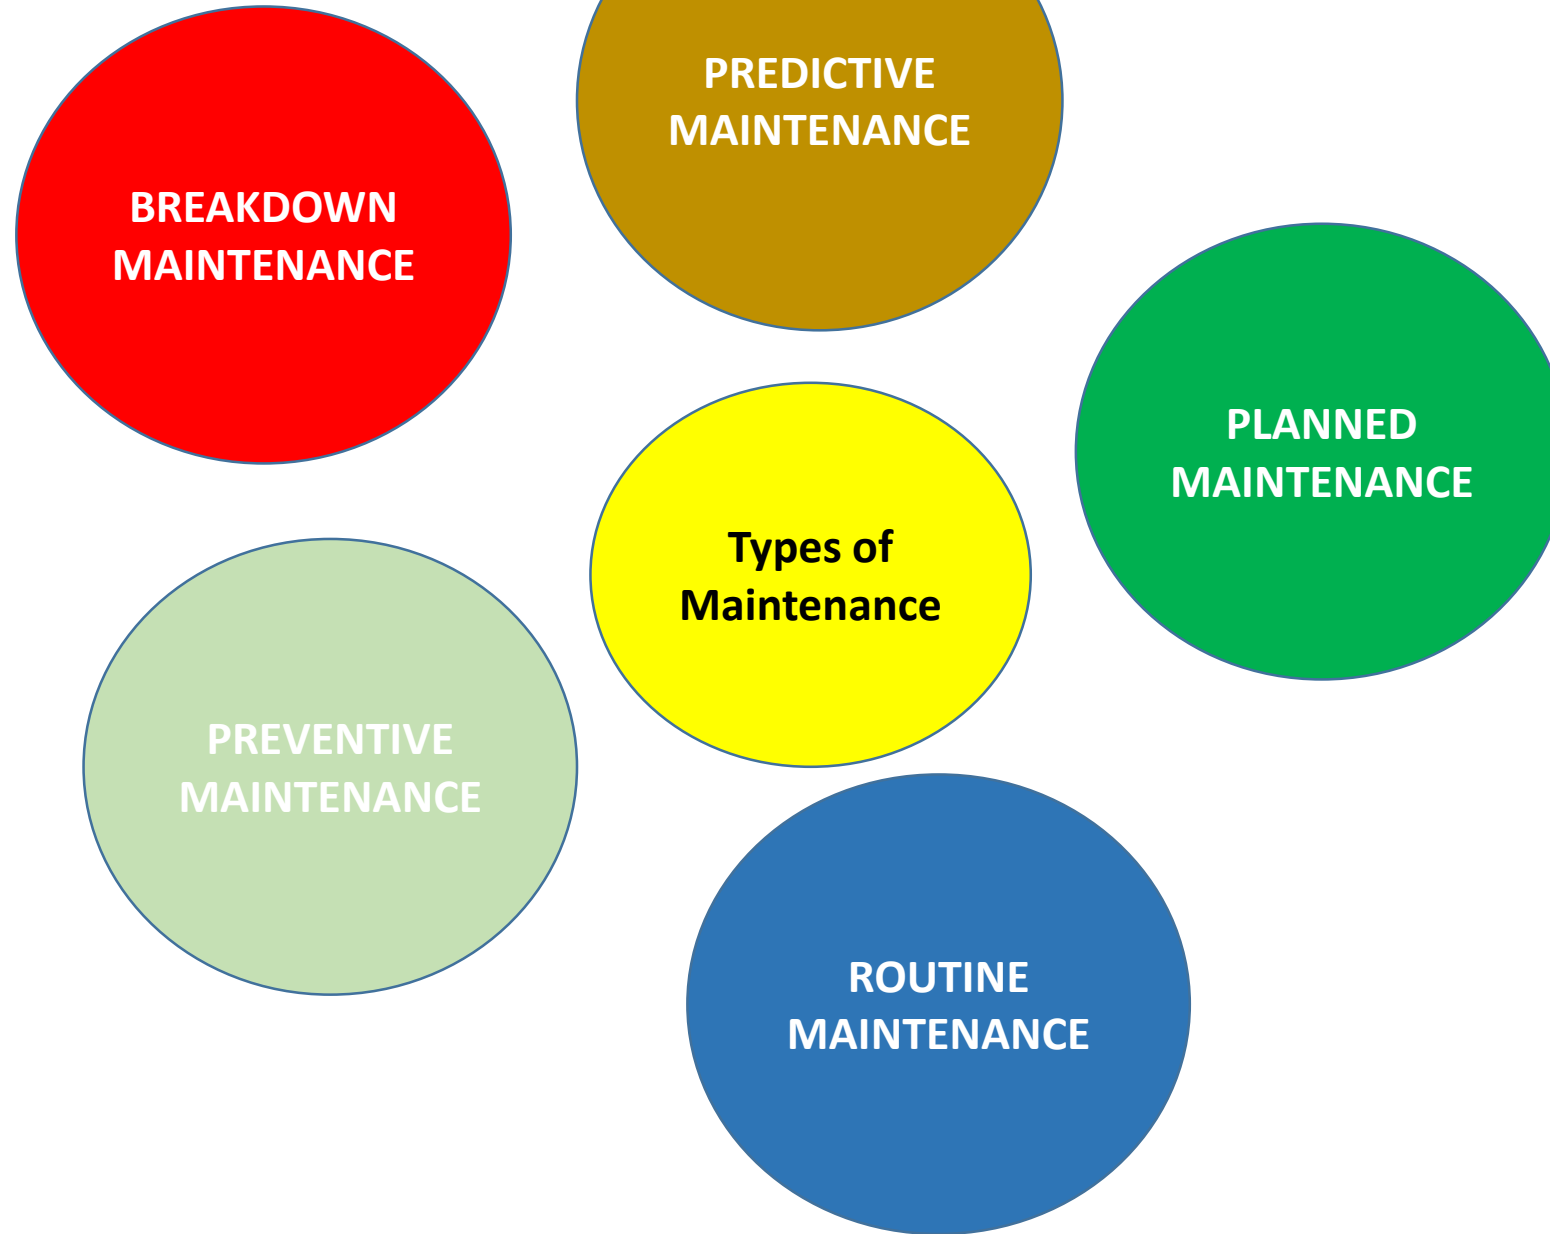 PREDICTIVE
MAINTENANCE
BREAKDOWN
MAINTENANCE
PLANNED
MAINTENANCE
Types of
Maintenance
PREVENTIVE
MAINTENANCE
ROUTINE
MAINTENANCE